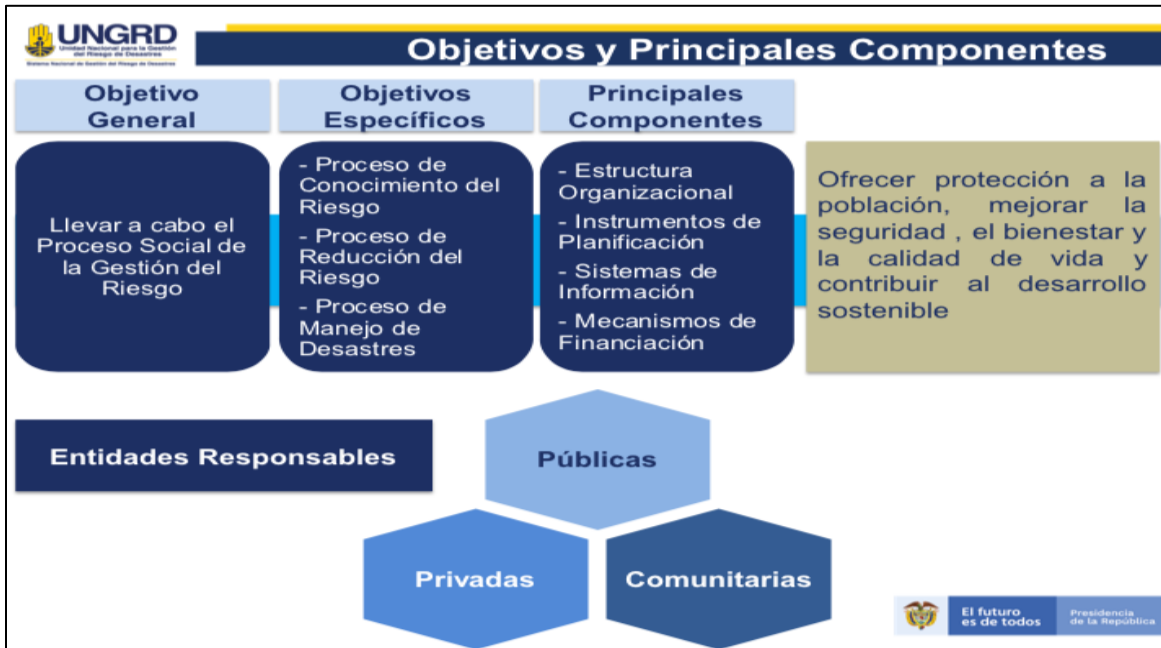 UNGRD
Unidad Nacional para la Gestión
del Riesgo de Desastres
Sistema Nacional de Gestión del Riesgo de Desastres
Objetivos y Principales Componentes
Objetivo
General
Objetivos
Específicos
Principales
Componentes
Llevar a cabo el
Proceso Social de
la Gestión del
Riesgo
- Proceso de
Conocimiento del
Riesgo
- Proceso de
Reducción del
Riesgo
- Proceso de
Manejo de
Desastres
- Estructura
Organizacional
- Instrumentos de
Planificación
- Sistemas de
Información
- Mecanismos de
Financiación
Ofrecer protección a la
población, mejorar la
seguridad , el bienestar y
la calidad de vida y
contribuir al desarrollo
sostenible
Entidades Responsables
Públicas
Privadas
Comunitarias
El futuro
es de todos
Presidencia
de la República